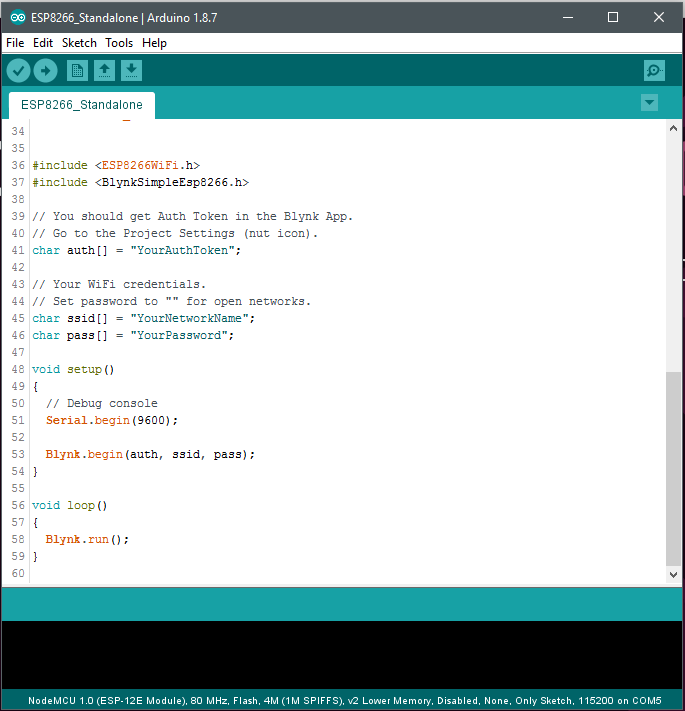 ESP8266_Standalone | Arduino 1.8.7
File Edit Sketch Tools Help
ESP8266_Standalone
34
35
36 #include <ESP8266WiFi.h>
37 #include <BlynkSimpleEsp8266.h>
38
39 // You should get Auth Token in the Blynk App.
40 // Go to the Project Settings (nut icon).
41 char auth[] = "YourAuthToken";
42
43 // Your WiFi credentials.
44 // Set password to "" for open networks.
45 char ssid[] = "YourNetworkName";
46 char pass[] = "YourPassword";
47
48 void setup()
49 {
50   // Debug console
51   Serial.begin(9600);
52
53   Blynk.begin(auth, ssid, pass);
54 }
55
56 void loop()
57 {
58   Blynk.run();
59 }
60
NodeMCU 1.0 (ESP-12E Module), 80 MHz, Flash, 4M (1M SPIFFS), v2 Lower Memory, Disabled, None, Only Sketch, 115200 on COM5